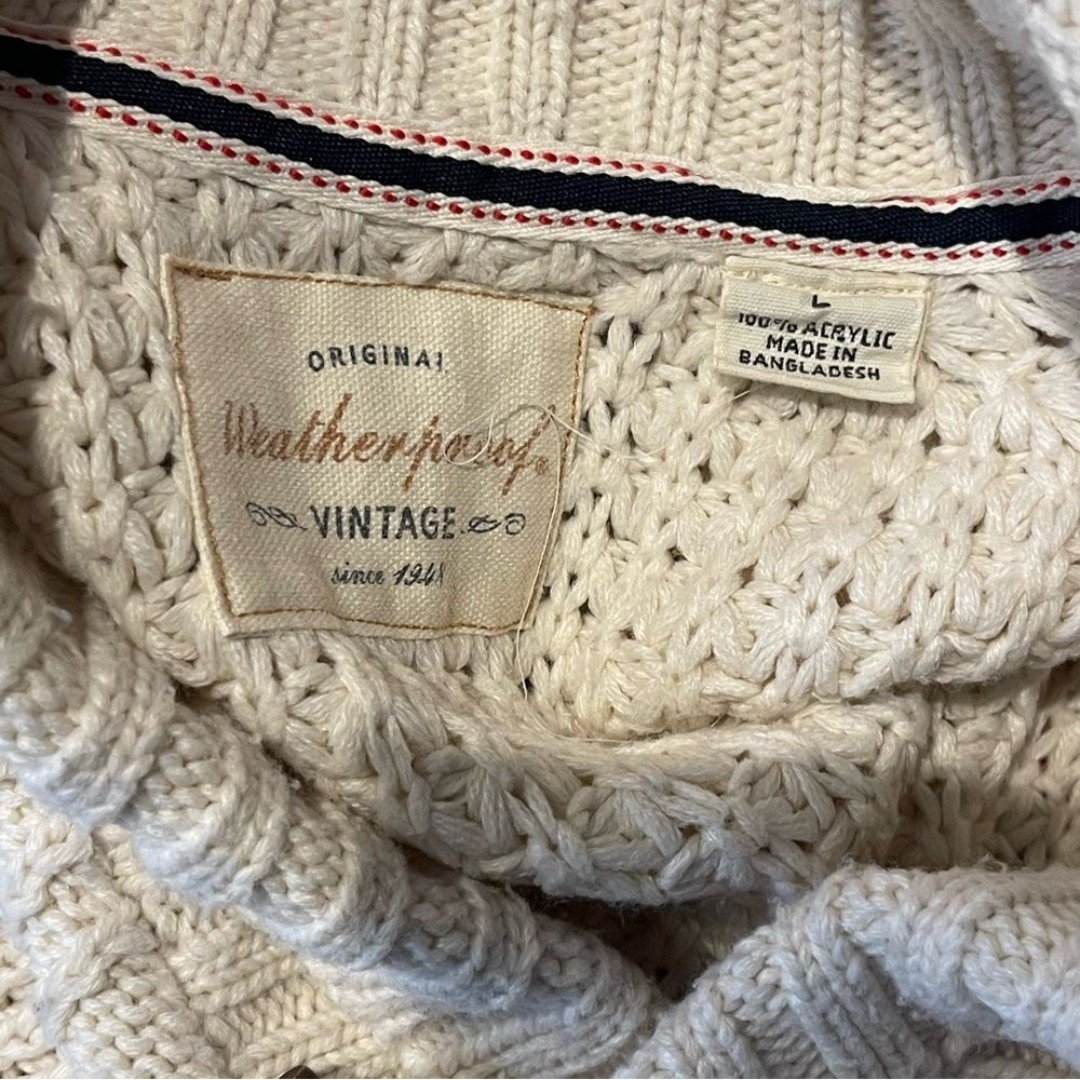 ORIGINAL
Weatherproof®
VINTAGE
since 1948
L
100% ACRYLIC
MADE IN
BANGLADESH